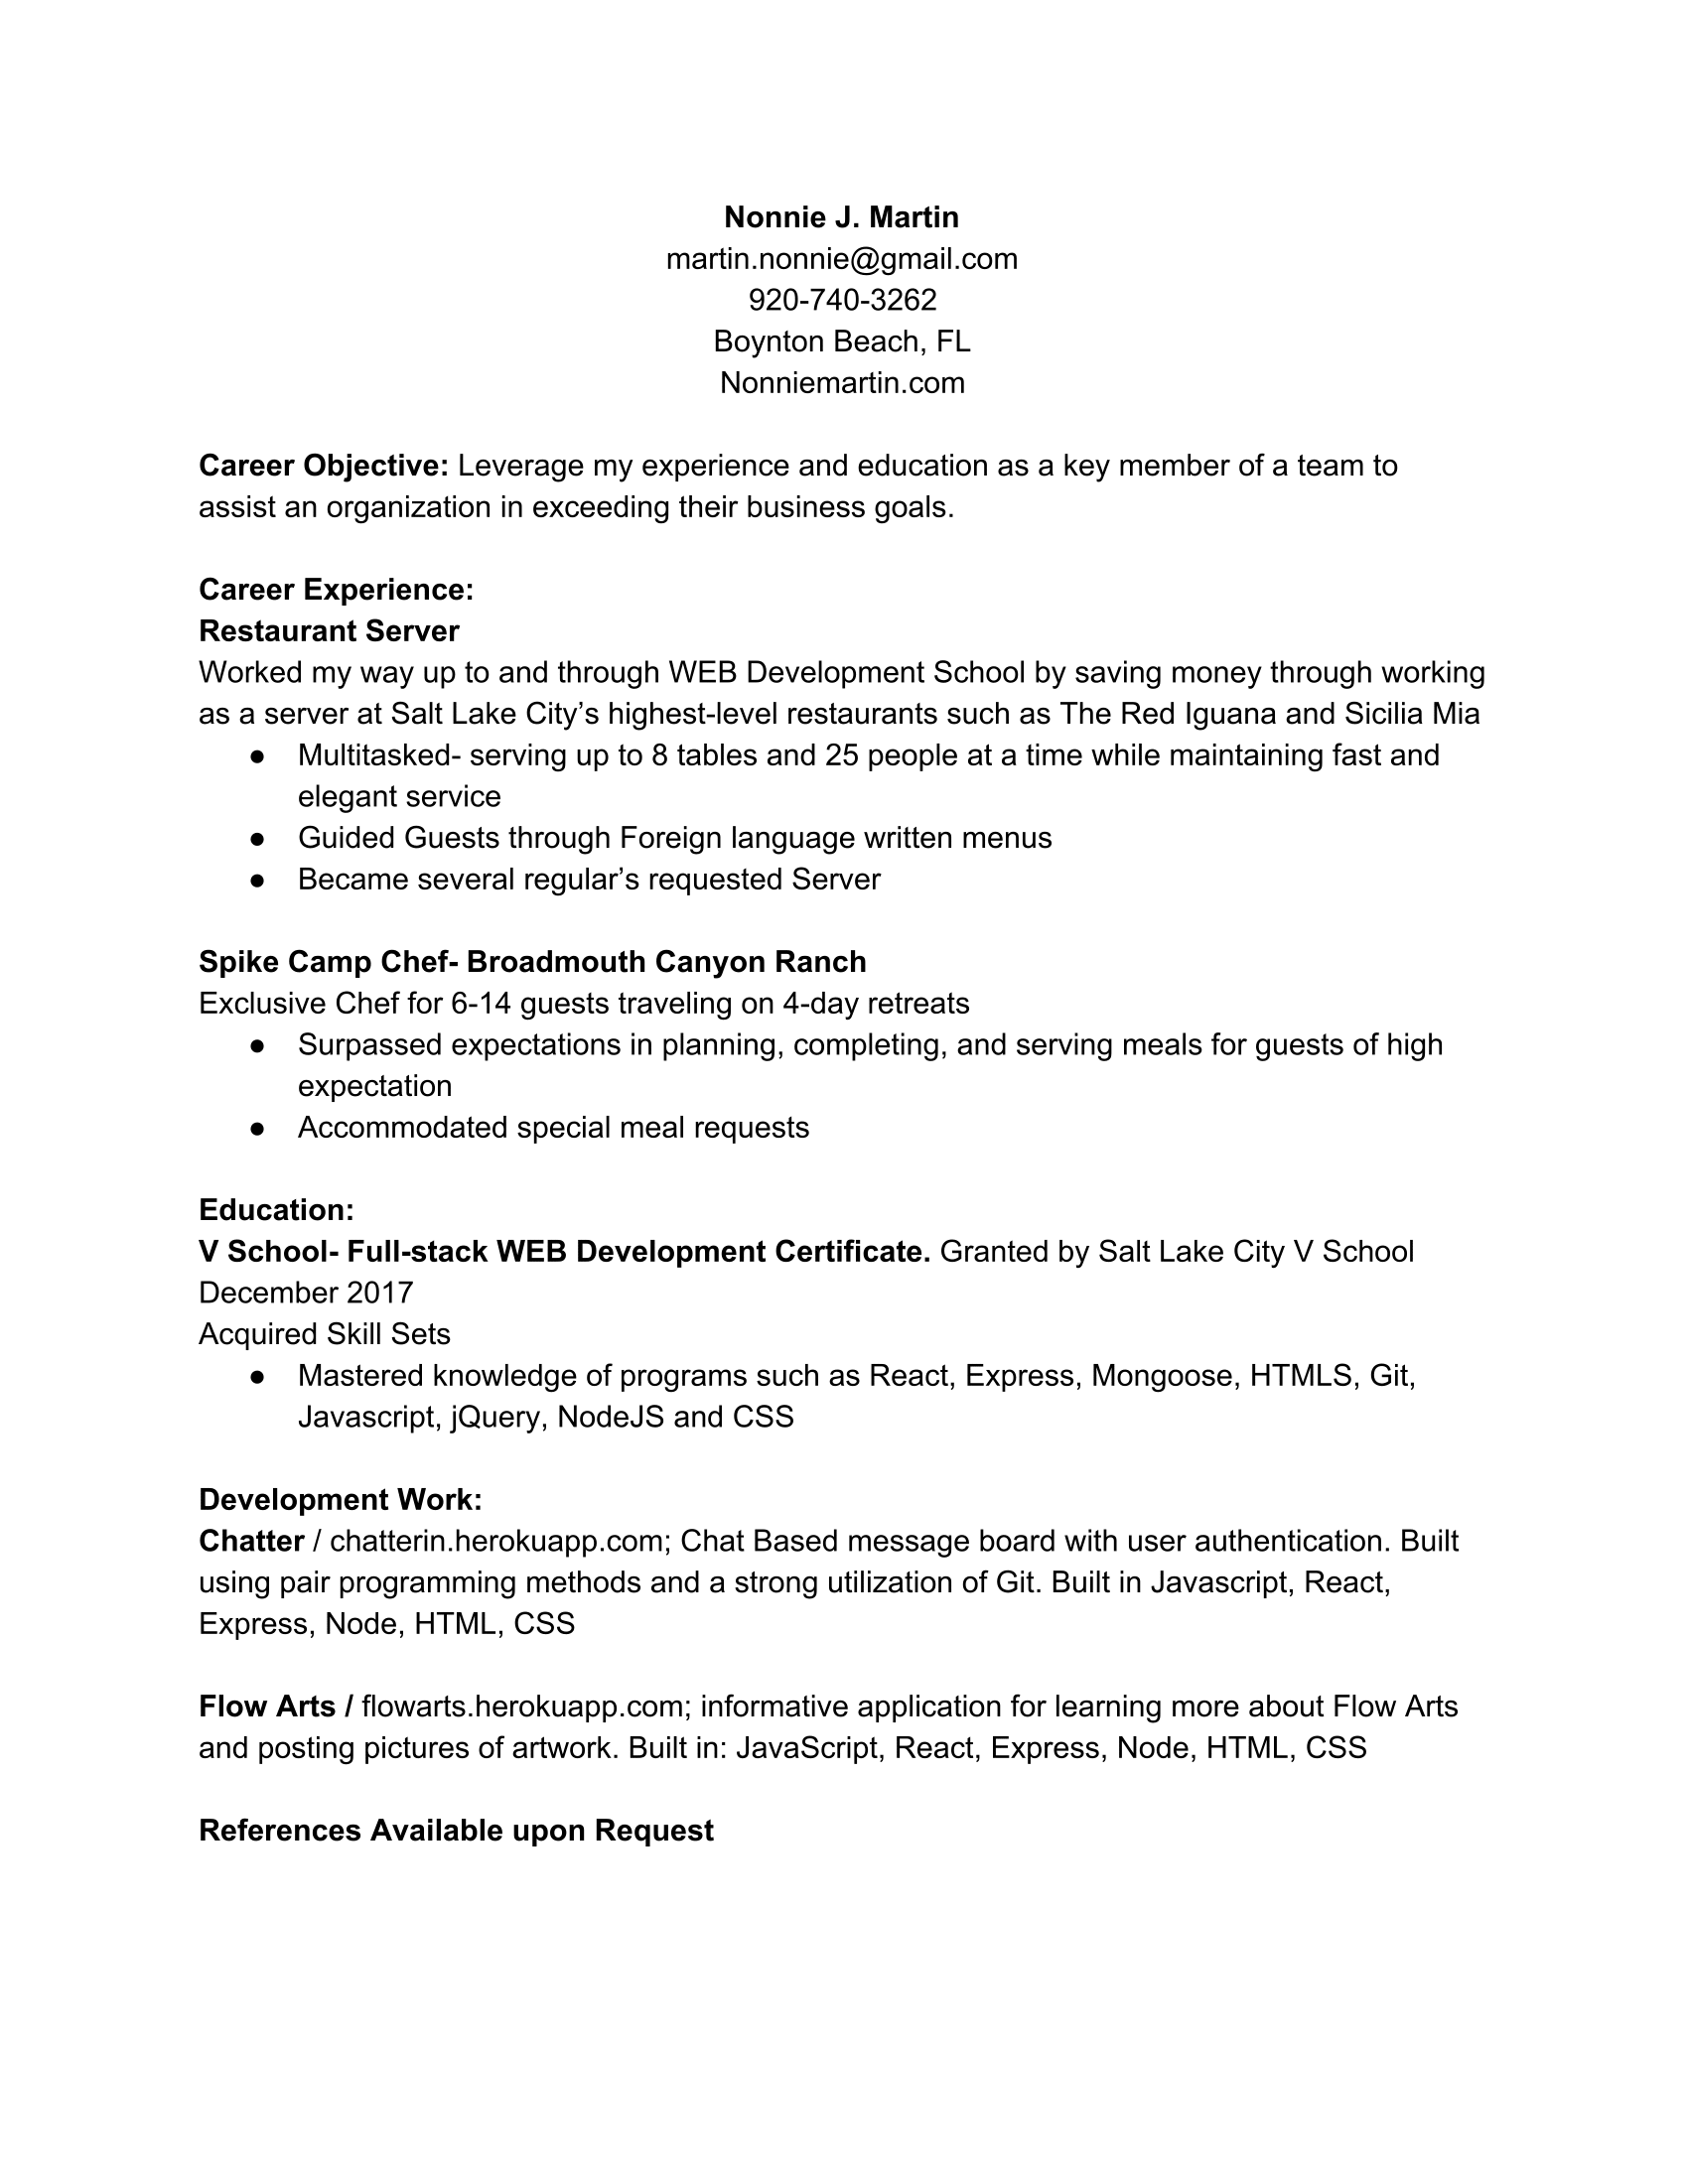 Nonnie J. Martin
martin.nonnie@gmail.com
920-740-3262
Boynton Beach, FL
Nonniemartin.com
Career Objective: Leverage my experience and education as a key member of a team to
assist an organization in exceeding their business goals.
Career Experience:
Restaurant Server
Worked my way up to and through WEB Development School by saving money through working
as a server at Salt Lake City’s highest-level restaurants such as The Red Iguana and Sicilia Mia
● Multitasked- serving up to 8 tables and 25 people at a time while maintaining fast and
elegant service
● Guided Guests through Foreign language written menus
● Became several regular’s requested Server
Spike Camp Chef- Broadmouth Canyon Ranch
Exclusive Chef for 6-14 guests traveling on 4-day retreats
● Surpassed expectations in planning, completing, and serving meals for guests of high
expectation
● Accommodated special meal requests
Education:
V School- Full-stack WEB Development Certificate. Granted by Salt Lake City V School
December 2017
Acquired Skill Sets
● Mastered knowledge of programs such as React, Express, Mongoose, HTMLS, Git,
Javascript, jQuery, NodeJS and CSS
Development Work:
Chatter / chatterin.herokuapp.com; Chat Based message board with user authentication. Built
using pair programming methods and a strong utilization of Git. Built in Javascript, React,
Express, Node, HTML, CSS
Flow Arts / flowarts.herokuapp.com; informative application for learning more about Flow Arts
and posting pictures of artwork. Built in: JavaScript, React, Express, Node, HTML, CSS
References Available upon Request